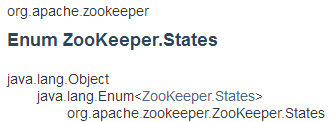 org.apache.zookeeper
Enum ZooKeeper.States
java.lang.Object
java.lang.Enum<ZooKeeper.States>
org.apache.zookeeper.ZooKeeper.States